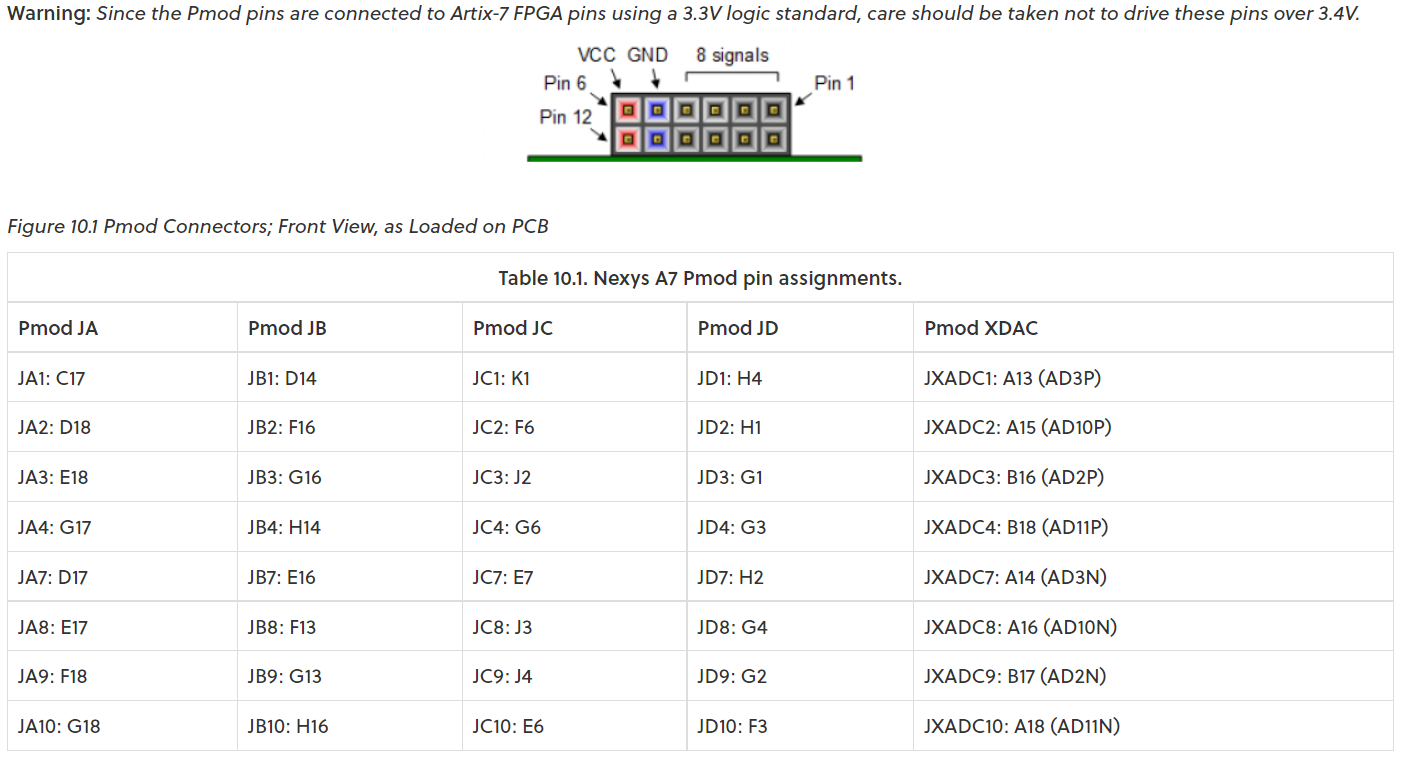 Warning: Since the Pmod pins are connected to Artix-7 FPGA pins using a 3.3V logic standard, care should be taken not to drive these pins over 3.4V.
VCC GND 8 signals
Pin 6 Pin 1
Pin 12
Figure 10.1 Pmod Connectors; Front View, as Loaded on PCB
Table 10.1. Nexys A7 Pmod pin assignments.
Pmod JA Pmod JB Pmod JC Pmod JD Pmod XDAC
JA1: C17 JB1: D14 JC1: K1 JD1: H4 JXADC1: A13 (AD3P)
JA2: D18 JB2: F16 JC2: F6 JD2: H1 JXADC2: A15 (AD10P)
JA3: E18 JB3: G16 JC3: J2 JD3: G1 JXADC3: B16 (AD2P)
JA4: G17 JB4: H14 JC4: G6 JD4: G3 JXADC4: B18 (AD11P)
JA7: D17 JB7: E16 JC7: E7 JD7: H2 JXADC7: A14 (AD3N)
JA8: E17 JB8: F13 JC8: J3 JD8: G4 JXADC8: A16 (AD10N)
JA9: F18 JB9: G13 JC9: J4 JD9: G2 JXADC9: B17 (AD2N)
JA10: G18 JB10: H16 JC10: E6 JD10: F3 JXADC10: A18 (AD11N)